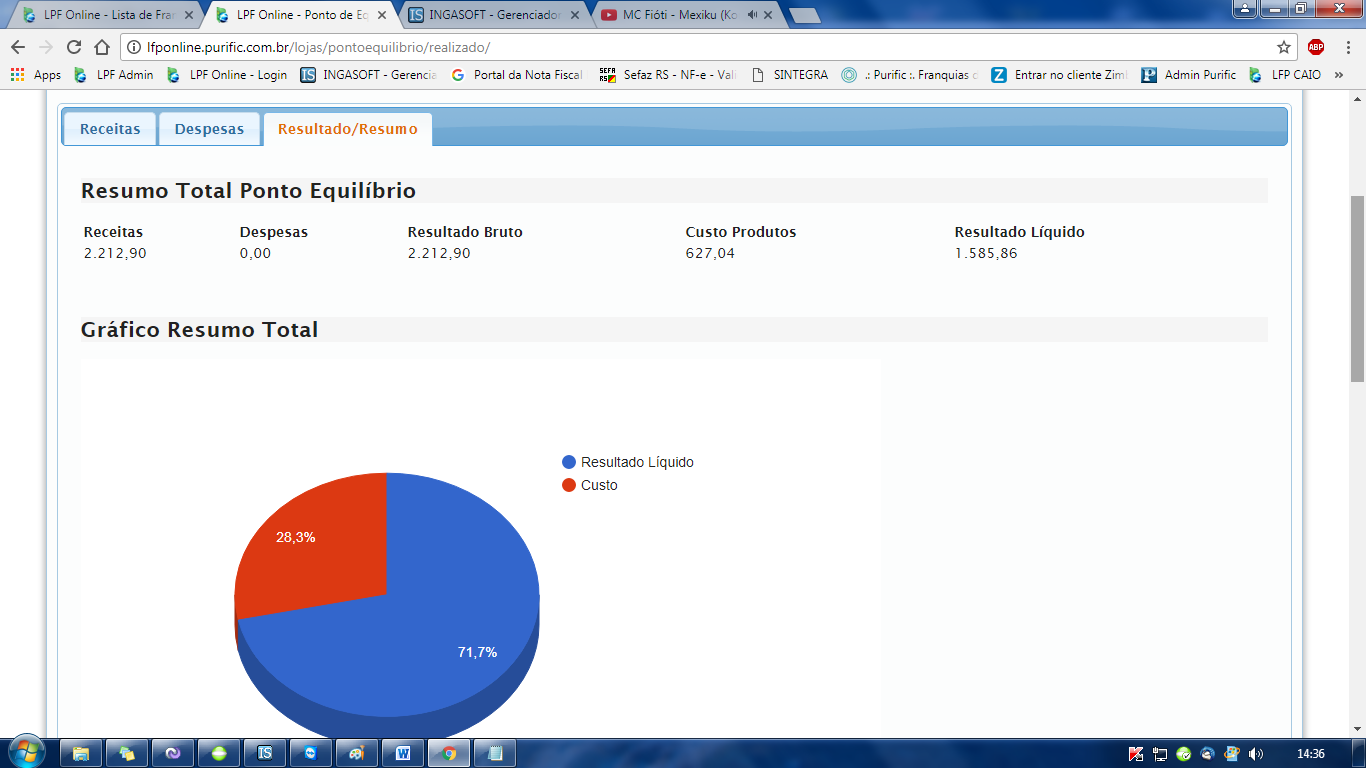 LPF Online - Lista de Fran
LPF Online - Ponto de Eq
INGASOFT - Gerenciador
MC Fióti - Mexiku (Ko
lfponline.purific.com.br/lojas/pontoequilibrio/realizado/
ABP
Apps
LPF Admin
LPF Online - Login
INGASOFT - Gerencia
Portal da Nota Fiscal
Sefaz RS - NF-e - Vali
SINTEGRA
.: Purific :. Franquias
Entrar no cliente Zim
Admin Purific
LFP CAIO
»
Receitas
Despesas
Resultado/Resumo
Resumo Total Ponto Equilíbrio
Receitas Despesas Resultado Bruto Custo Produtos Resultado Líquido
2.212,90 0,00 2.212,90 627,04 1.585,86
Gráfico Resumo Total
Resultado Líquido
Custo
28,3%
71,7%
14:36